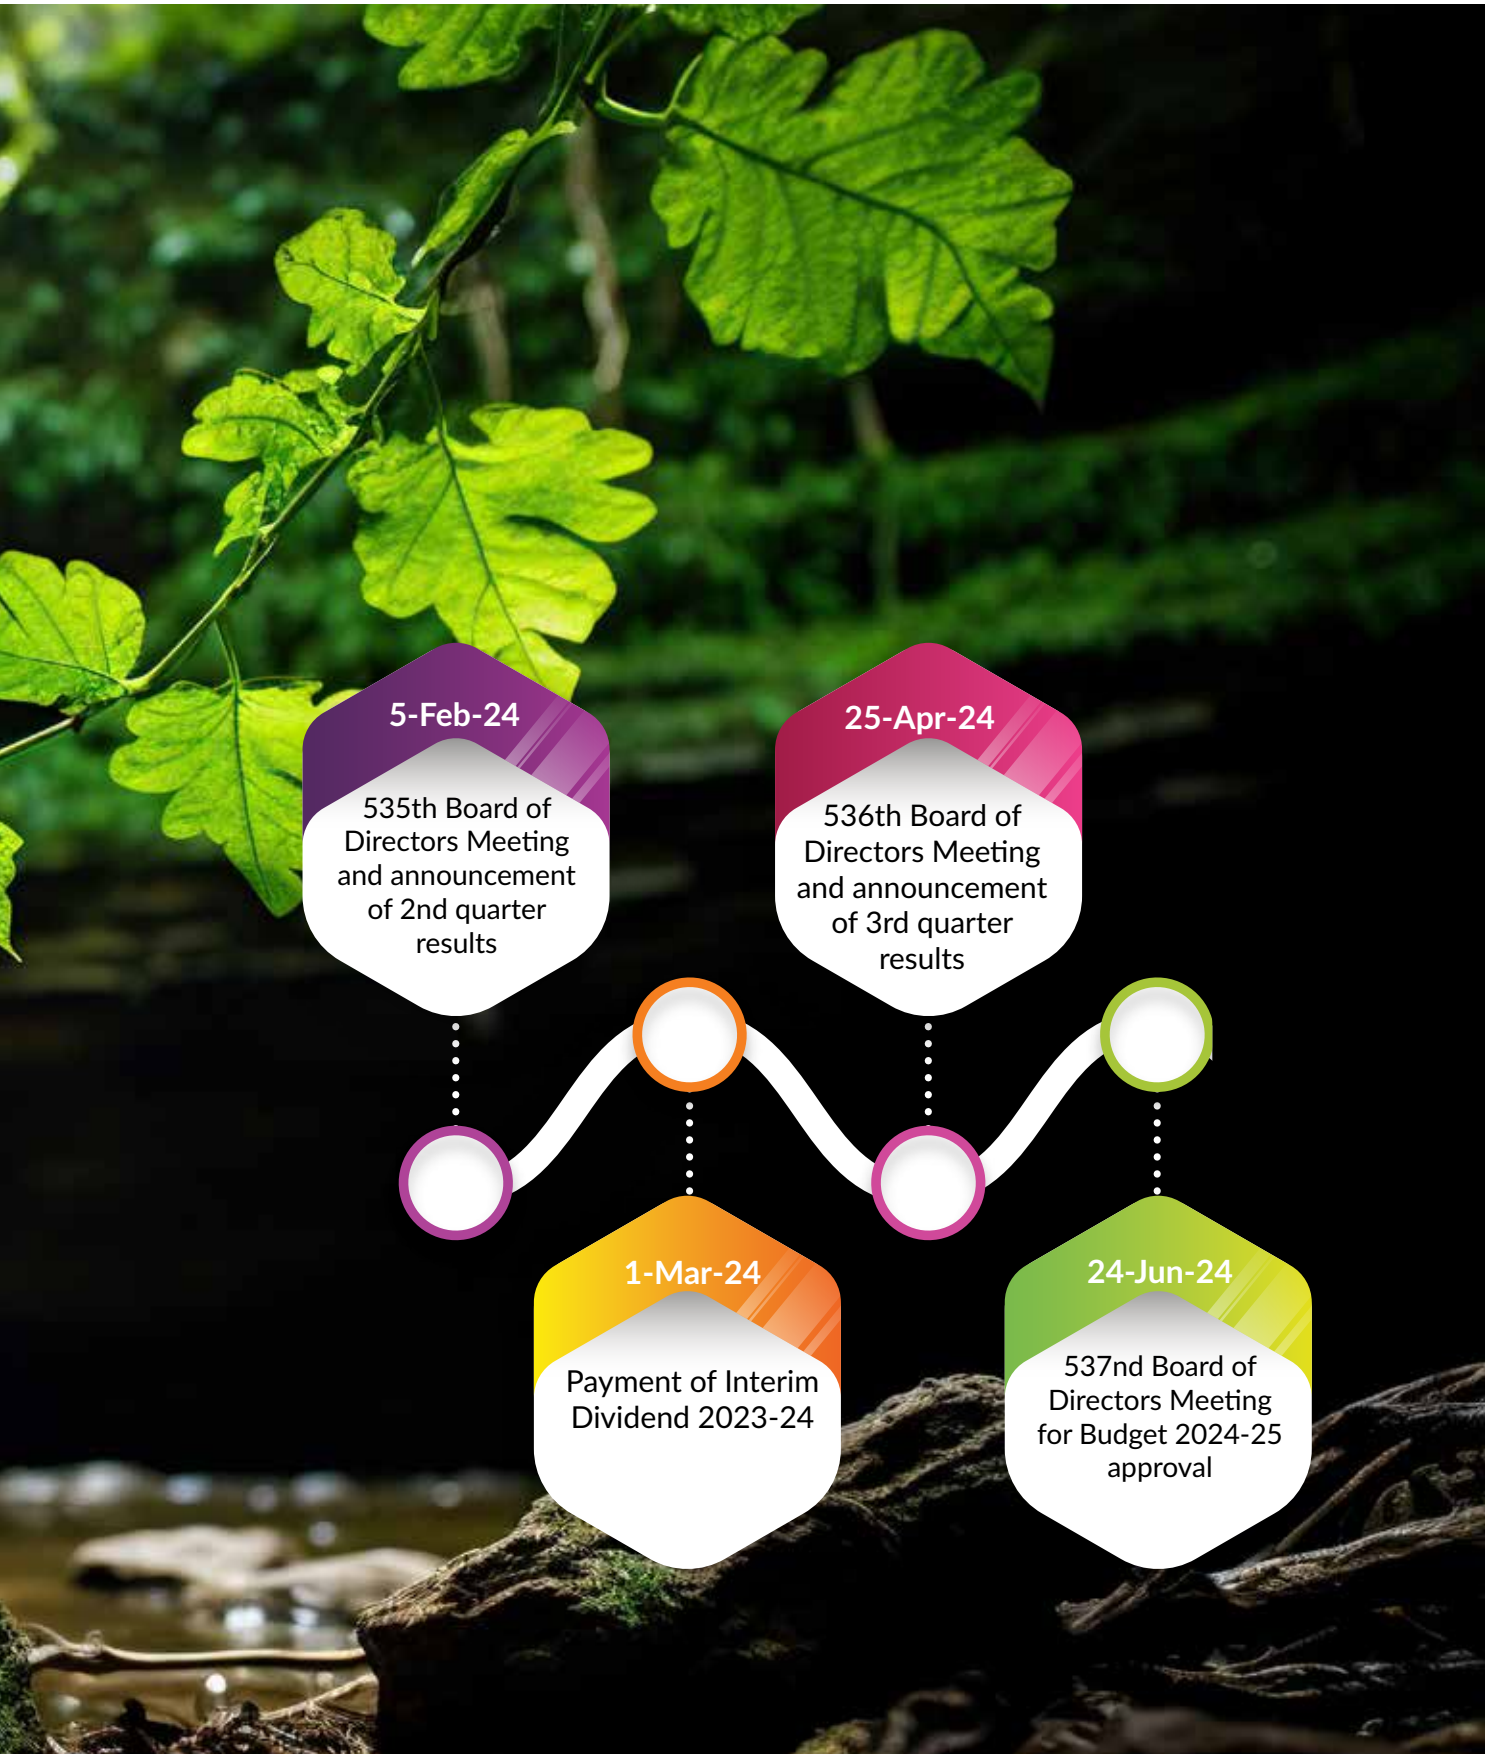 5-Feb-24
535th Board of
Directors Meeting
and announcement
of 2nd quarter
results
1-Mar-24
Payment of Interim
Dividend 2023-24
25-Apr-24
536th Board of
Directors Meeting
and announcement
of 3rd quarter
results
24-Jun-24
537nd Board of
Directors Meeting
for Budget 2024-25
approval